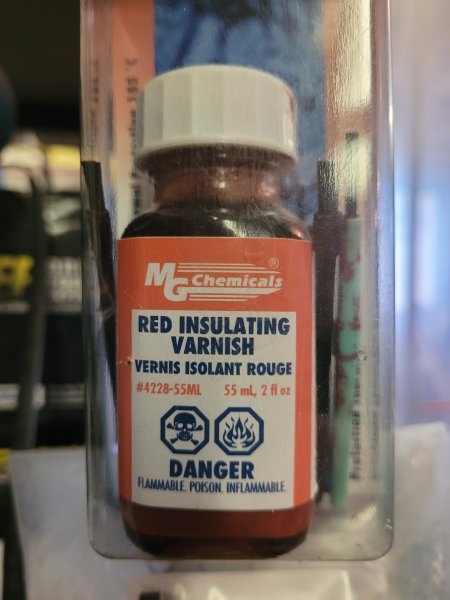 MG Chemicals®
RED INSULATING
VARNISH
VERNIS ISOLANT ROUGE
#4228-55ML 55 mL, 2 fl oz
DANGER
FLAMMABLE. POISON. INFLAMMABLE.